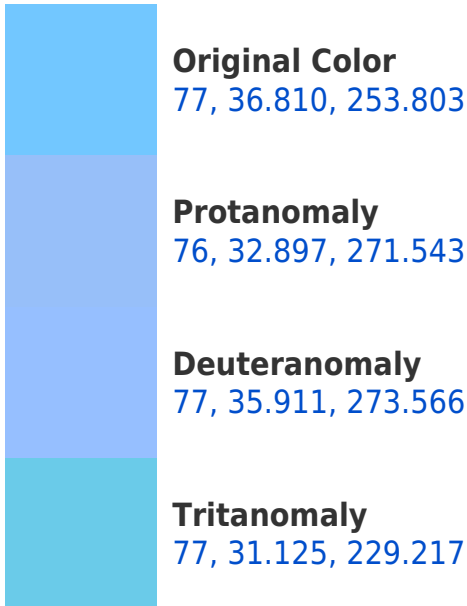 Original Color
77, 36.810, 253.803
Protanomaly
76, 32.897, 271.543
Deuteranomaly
77, 35.911, 273.566
Tritanomaly
77, 31.125, 229.217